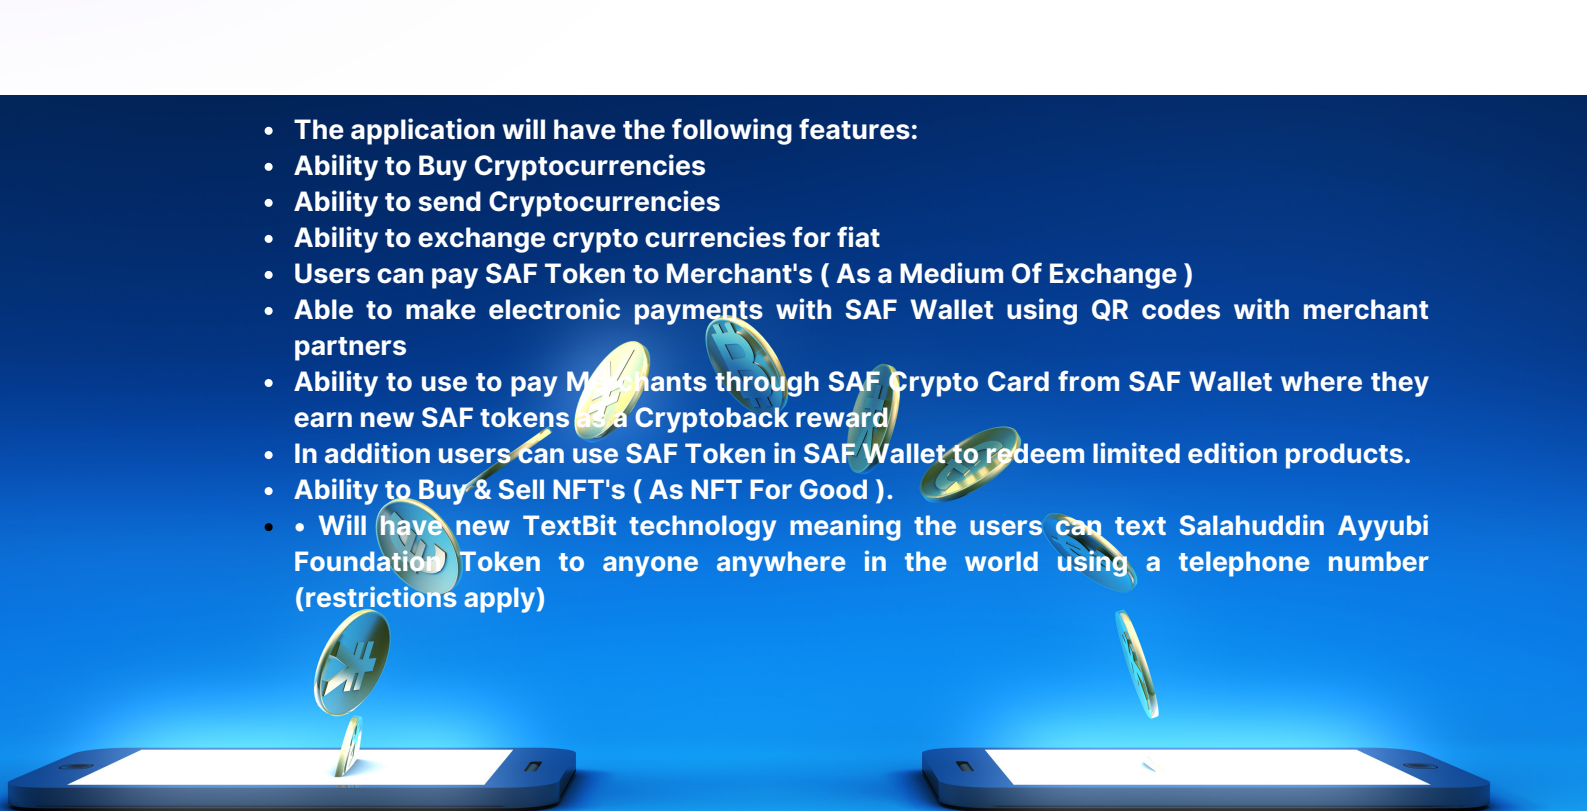 • The application will have the following features:
• Ability to Buy Cryptocurrencies
• Ability to send Cryptocurrencies
• Ability to exchange crypto currencies for fiat
• Users can pay SAF Token to Merchant's ( As a Medium Of Exchange )
• Able to make electronic payments with SAF Wallet using QR codes with merchant
partners
• Ability to use to pay Merchants through SAF Crypto Card from SAF Wallet where they
earn new SAF tokens as a Cryptoback reward
• In addition users can use SAF Token in SAF Wallet to redeem limited edition products.
• Ability to Buy & Sell NFT's ( As NFT For Good ).
• • Will have new TextBit technology meaning the users can text Salahuddin Ayyubi
Foundation Token to anyone anywhere in the world using a telephone number
(restrictions apply)